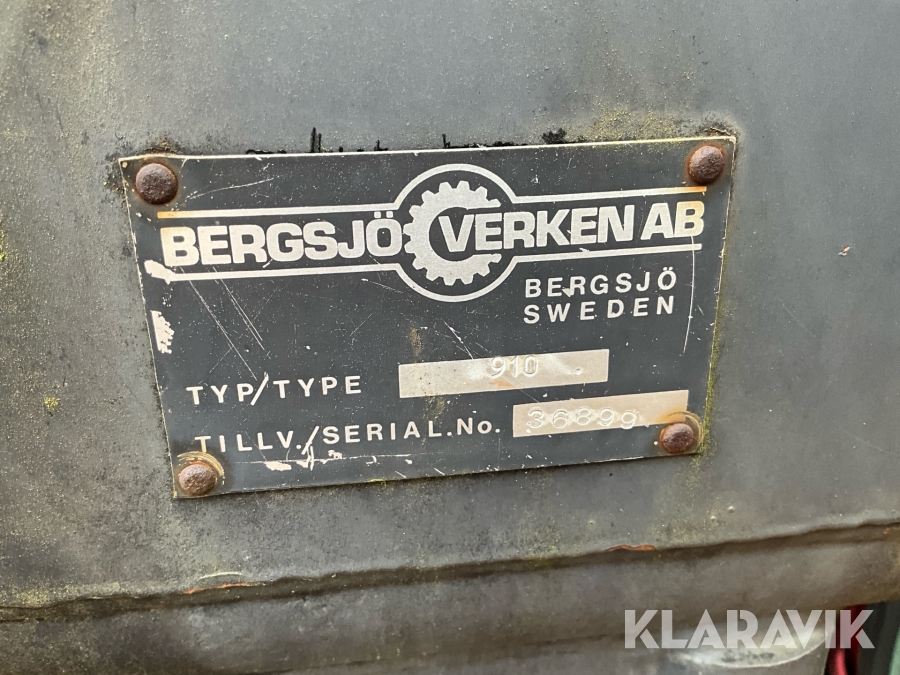 BERGSJÖ VERKEN AB
BERGSJÖ
SWEDEN
TYP/TYPE 910
TILLV./SERIAL.No. 36899
KLARAVIK